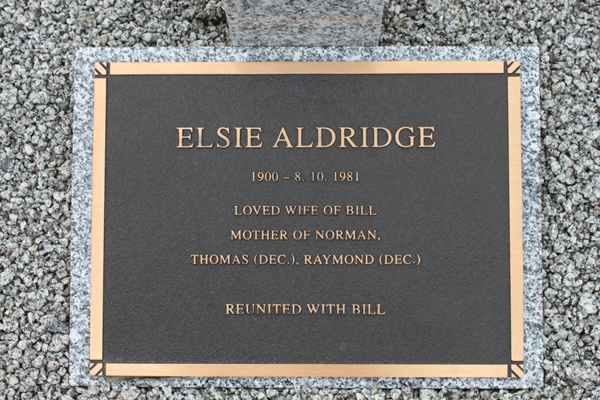 ELSIE ALDRIDGE
1900 – 8. 10. 1981
LOVED WIFE OF BILL
MOTHER OF NORMAN,
THOMAS (DEC.), RAYMOND (DEC.)
REUNITED WITH BILL